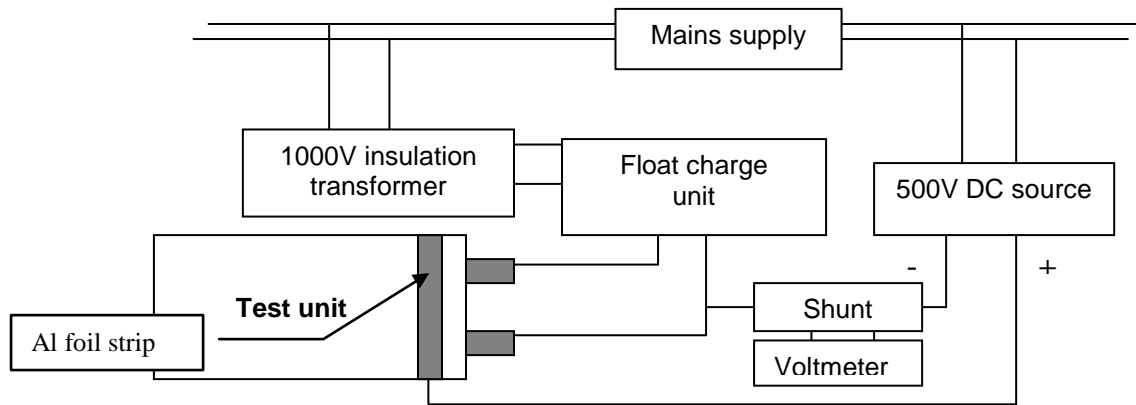 Mains supply
1000V insulation
transformer
Float charge
unit
500V DC source
- +
Test unit
Shunt
Al foil strip
Voltmeter